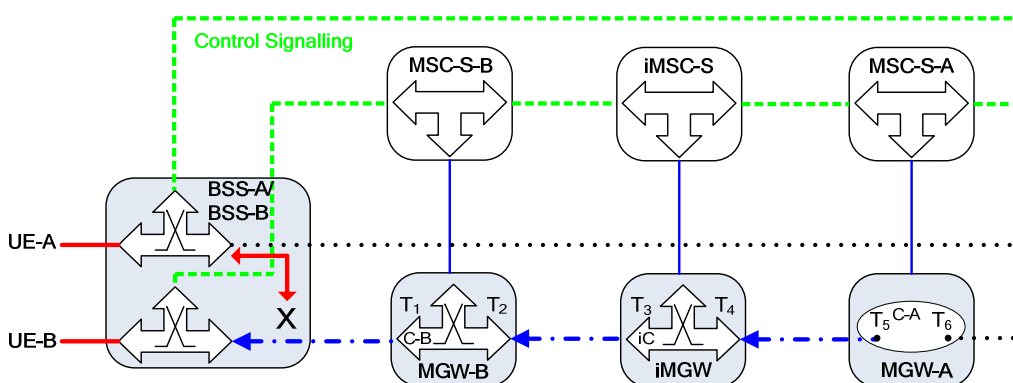 Control Signalling
MSC-S-B
iMSC-S
MSC-S-A
BSS-A/
BSS-B
UE-A
X
UE-B
T1
T2
C-B
MGW-B
T3
T4
iC
iMGW
T5
C-A
T6
MGW-A